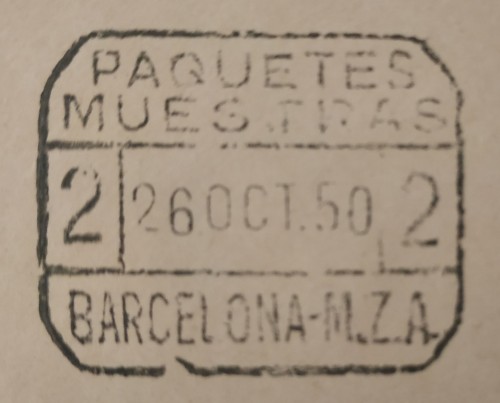 PAQUETES
MUESTRAS
2 26 OCT.50 2
BARCELONA-M.Z.A.